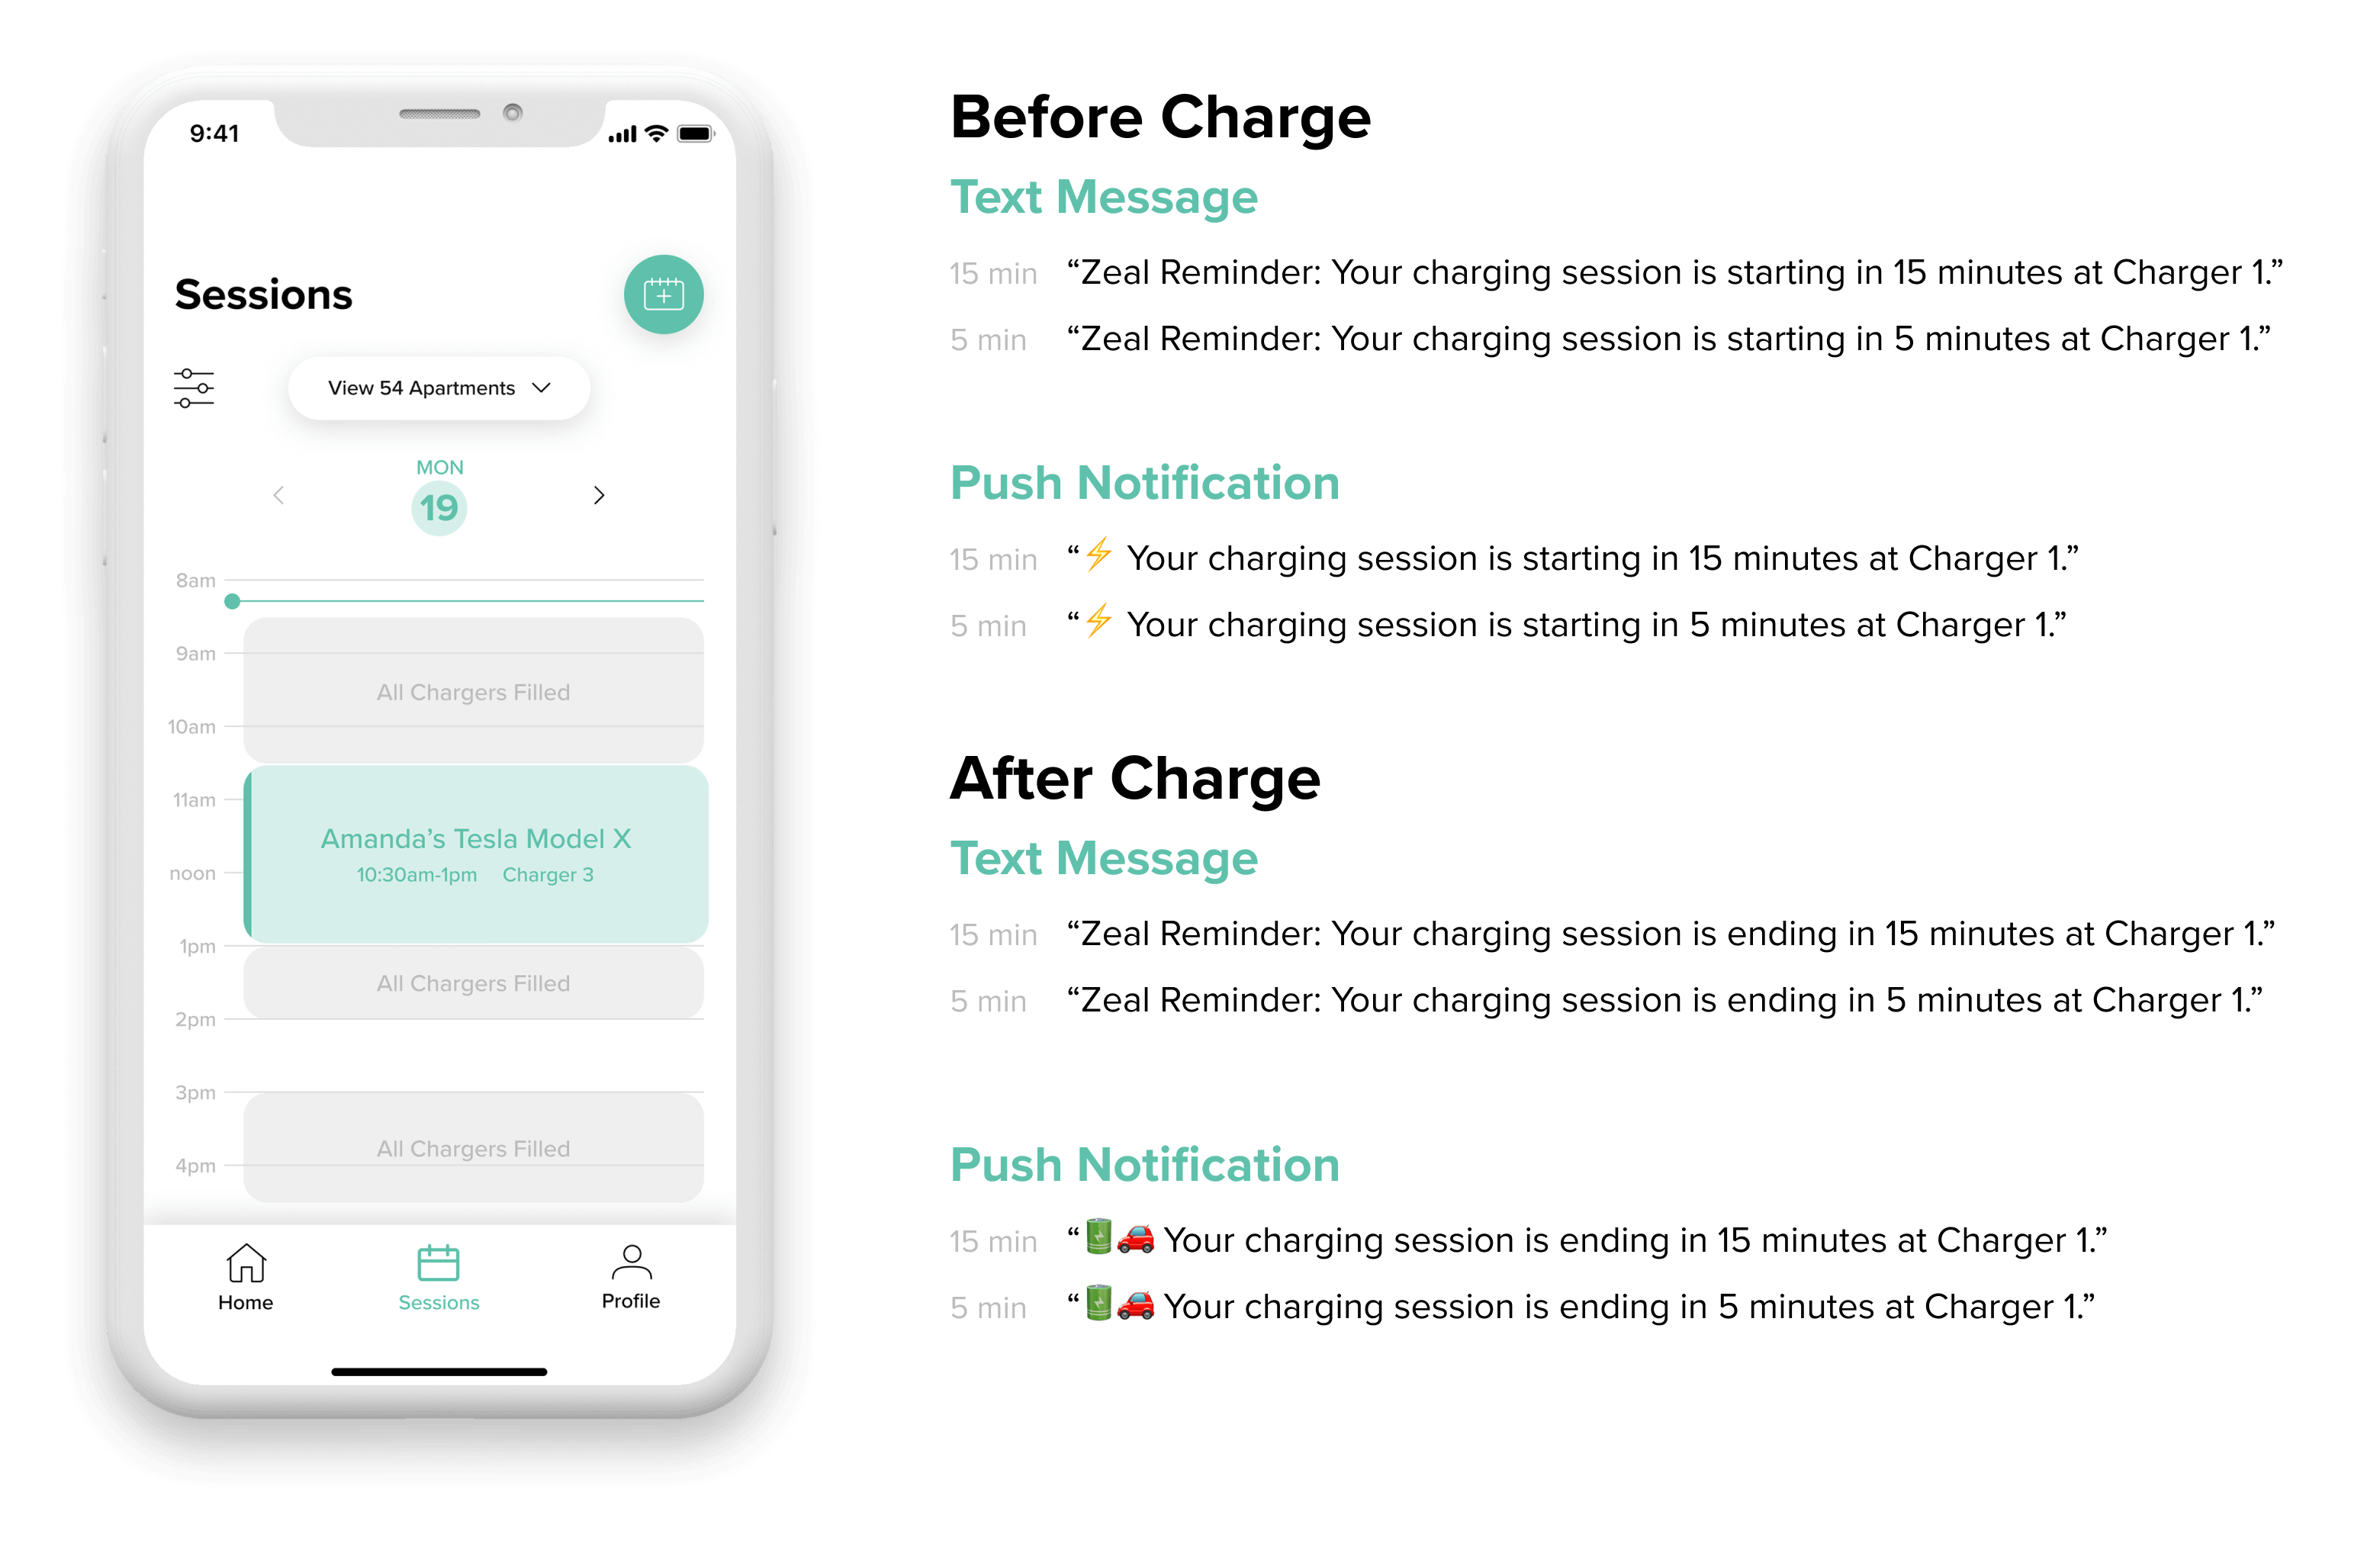 9:41
Sessions
View 54 Apartments
MON
19
8am
9am
All Chargers Filled
10am
11am
Amanda’s Tesla Model X
10:30am-1pm Charger 3
noon
1pm
All Chargers Filled
2pm
3pm
All Chargers Filled
4pm
Home
Sessions
Profile
Before Charge
Text Message
15 min “Zeal Reminder: Your charging session is starting in 15 minutes at Charger 1.”
5 min “Zeal Reminder: Your charging session is starting in 5 minutes at Charger 1.”
Push Notification
15 min “⚡ Your charging session is starting in 15 minutes at Charger 1.”
5 min “⚡ Your charging session is starting in 5 minutes at Charger 1.”
After Charge
Text Message
15 min “Zeal Reminder: Your charging session is ending in 15 minutes at Charger 1.”
5 min “Zeal Reminder: Your charging session is ending in 5 minutes at Charger 1.”
Push Notification
15 min “🔋🚗 Your charging session is ending in 15 minutes at Charger 1.”
5 min “🔋🚗 Your charging session is ending in 5 minutes at Charger 1.”